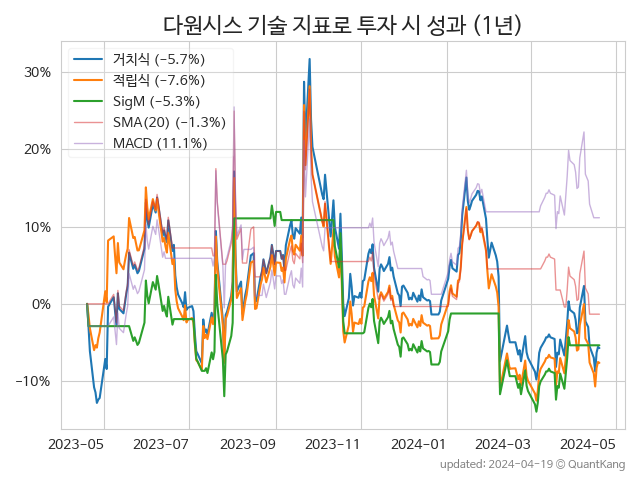 다원시스 기술 지표로 투자 시 성과 (1년)
거치식 (−5.7%)
적립식 (−7.6%)
SigM (−5.3%)
SMA(20) (−1.3%)
MACD (11.1%)
30%
20%
10%
0%
−10%
2023−05 2023−07 2023−09 2023−11 2024−01 2024−03 2024−05
updated: 2024−04−19 © QuantKang